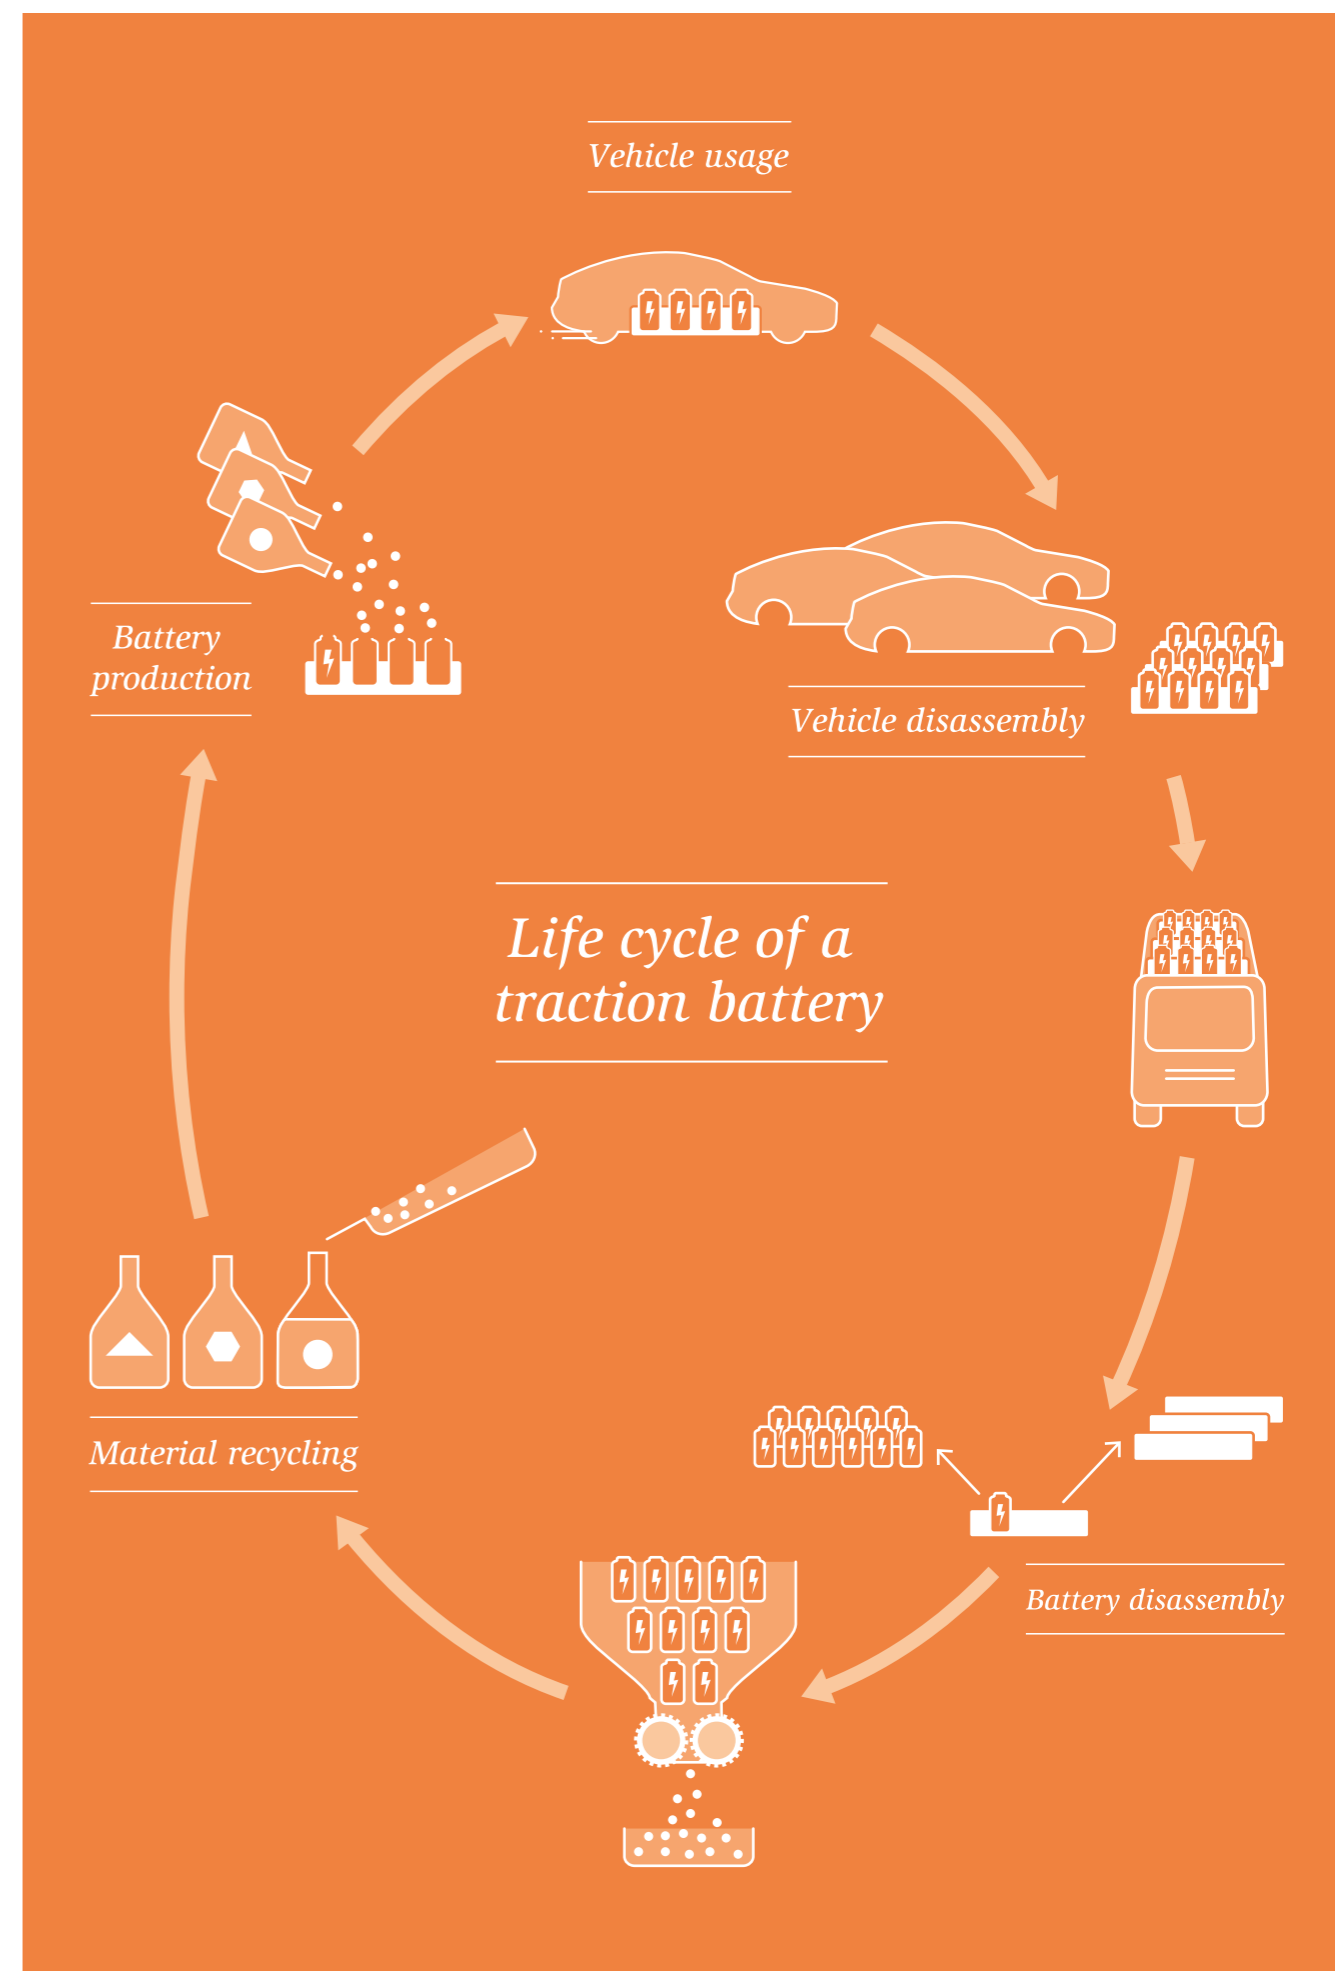 Vehicle usage
Battery
production
Vehicle disassembly
Life cycle of a
traction battery
Material recycling
Battery disassembly